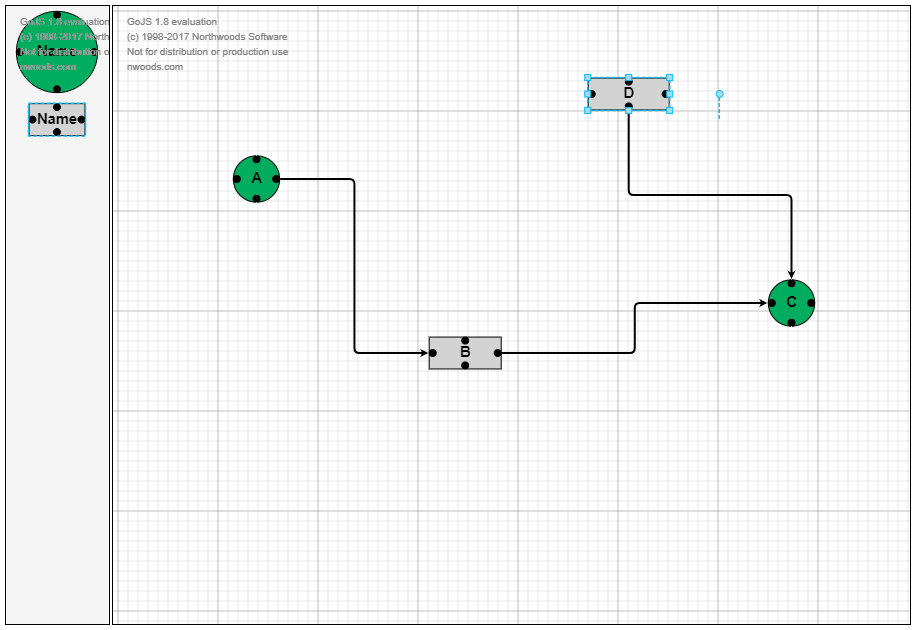 GoJS 1.8 evaluation
(c) 1998-2017 North
Not for distribution o
nwoods.com
Name
Name
GoJS 1.8 evaluation
(c) 1998-2017 Northwoods Software
Not for distribution or production use
nwoods.com
D
A
C
B